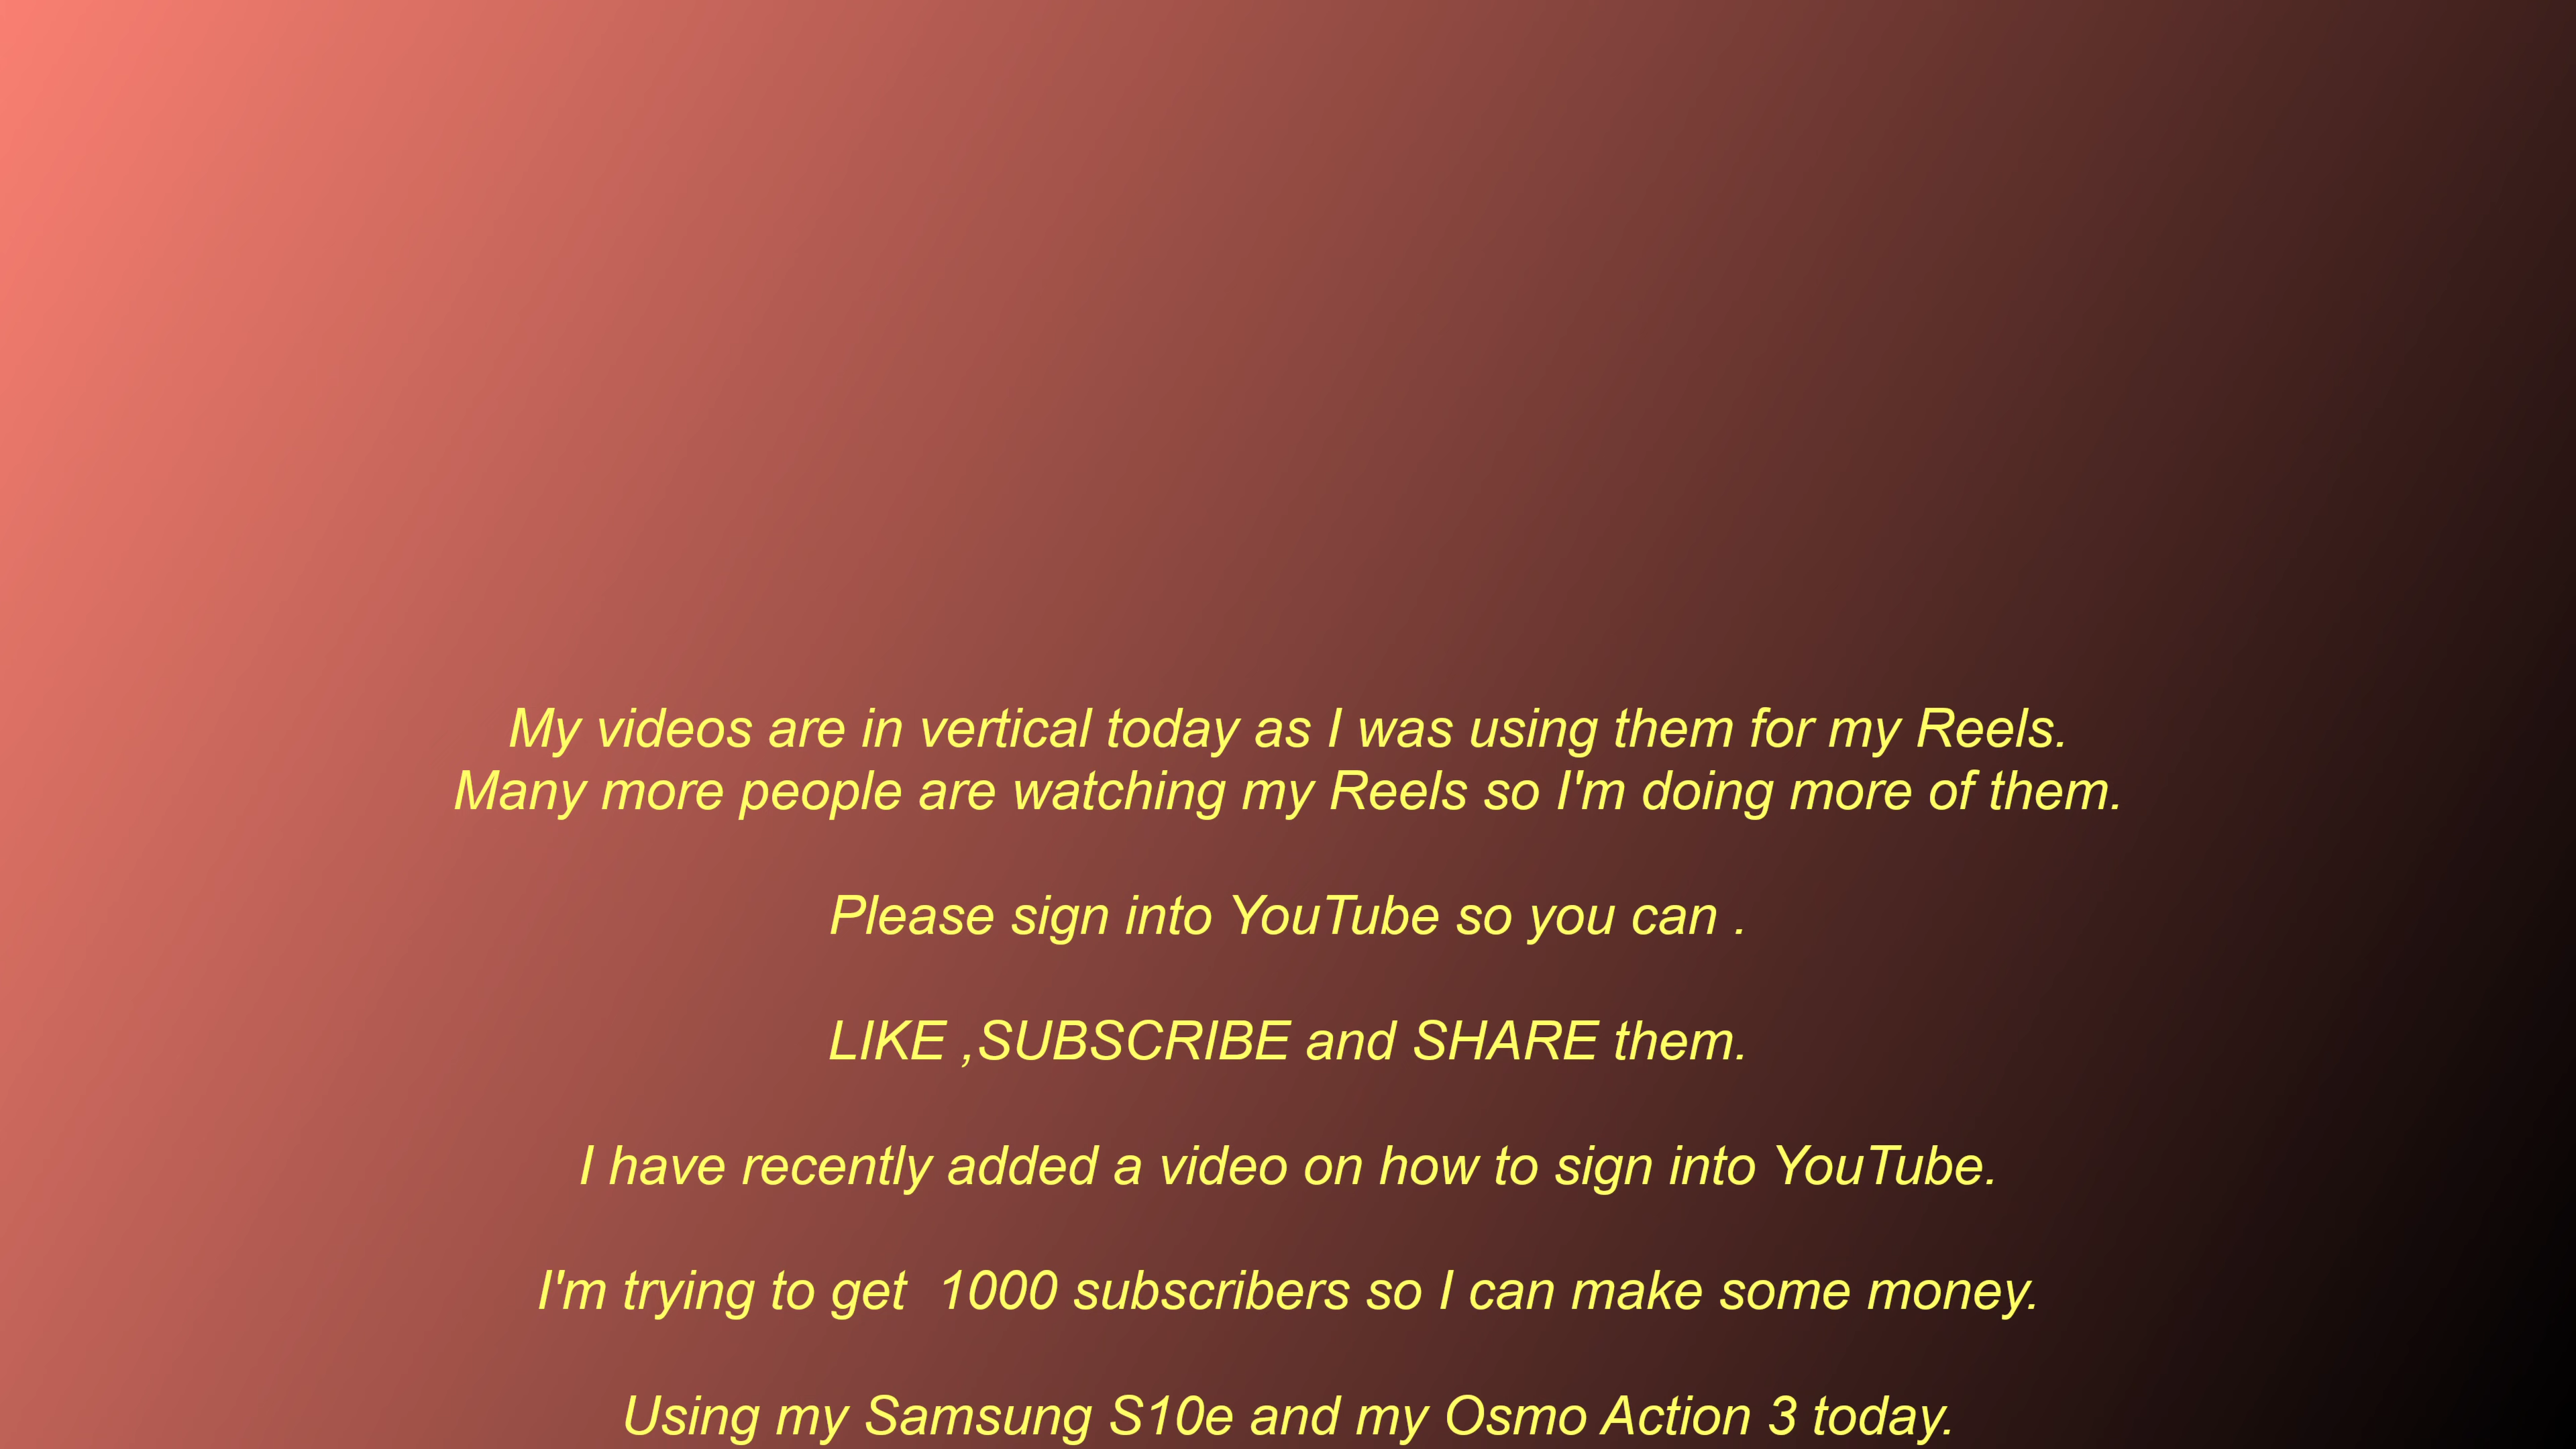 My videos are in vertical today as I was using them for my Reels.
Many more people are watching my Reels so I'm doing more of them.
Please sign into YouTube so you can .
LIKE ,SUBSCRIBE and SHARE them.
I have recently added a video on how to sign into YouTube.
I'm trying to get  1000 subscribers so I can make some money.
Using my Samsung S10e and my Osmo Action 3 today.